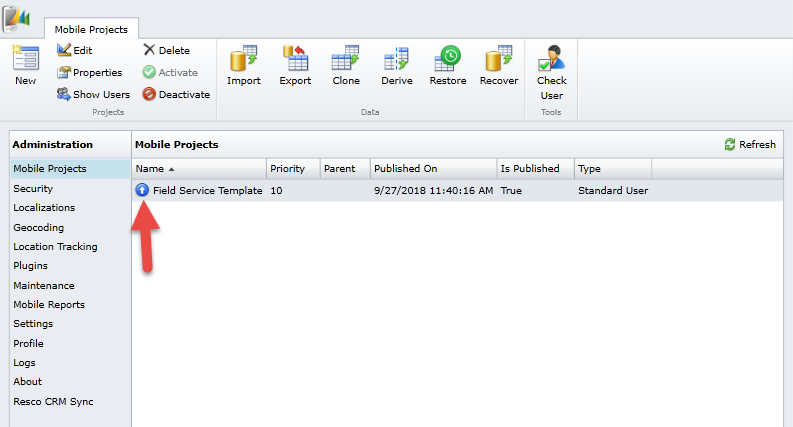 Mobile Projects
New
Edit
Properties
Show Users
Delete
Activate
Deactivate
Projects
Import
Export
Clone
Derive
Restore
Recover
Data
Check
User
Tools
Administration
Mobile Projects
Security
Localizations
Geocoding
Location Tracking
Plugins
Maintenance
Mobile Reports
Settings
Profile
Logs
About
Resco CRM Sync
Mobile Projects Refresh
Name Priority Parent Published On Is Published Type
Field Service Template 10 9/27/2018 11:40:16 AM True Standard User